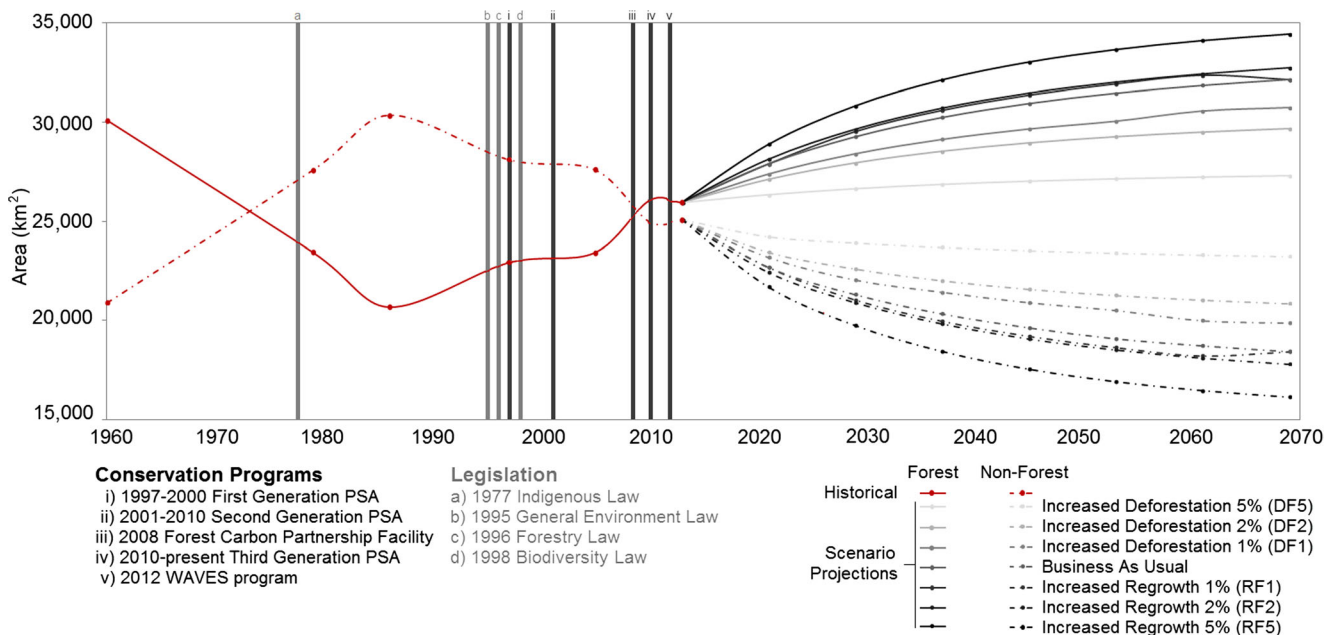 a b c i d ii iii iv v
35,000
30,000
25,000
20,000
15,000
Area (km²)
1960 1970 1980 1990 2000 2010 2020 2030 2040 2050 2060 2070
Conservation Programs
i) 1997-2000 First Generation PSA
ii) 2001-2010 Second Generation PSA
iii) 2008 Forest Carbon Partnership Facility
iv) 2010-present Third Generation PSA
v) 2012 WAVES program
Legislation
a) 1977 Indigenous Law
b) 1995 General Environment Law
c) 1996 Forestry Law
d) 1998 Biodiversity Law
Forest Non-Forest
Historical
Scenario
Projections
Increased Deforestation 5% (DF5)
Increased Deforestation 2% (DF2)
Increased Deforestation 1% (DF1)
Business As Usual
Increased Regrowth 1% (RF1)
Increased Regrowth 2% (RF2)
Increased Regrowth 5% (RF5)